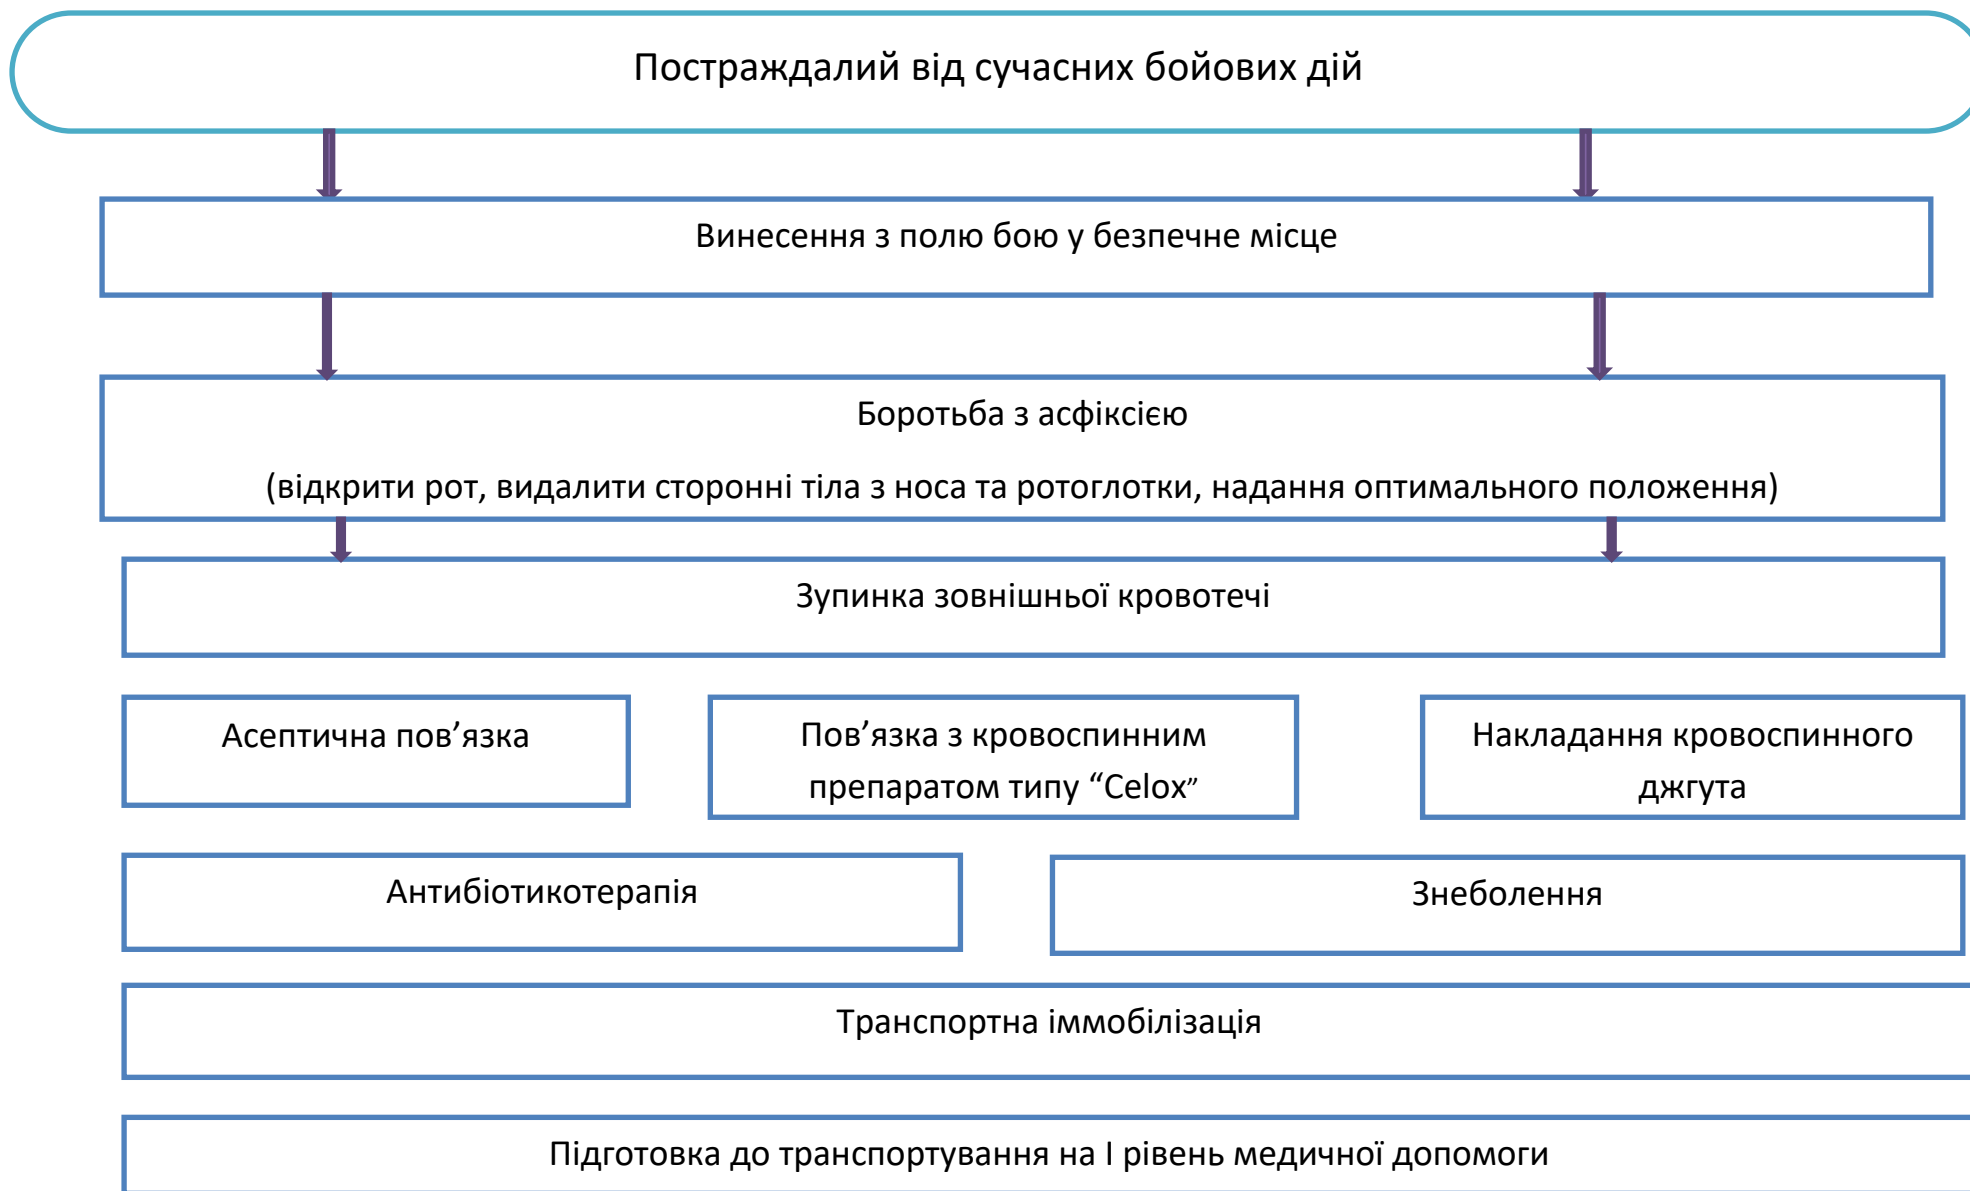 Постраждалий від сучасних бойових дій
Винесення з полю бою у безпечне місце
Боротьба з асфіксією
(відкрити рот, видалити сторонні тіла з носа та ротоглотки, надання оптимального положення)
Зупинка зовнішньої кровотечі
Асептична пов’язка
Пов’язка з кровоспинним
препаратом типу “Celox”
Накладання кровоспинного
джгута
Антибіотикотерапія
Знеболення
Транспортна іммобілізація
Підготовка до транспортування на І рівень медичної допомоги